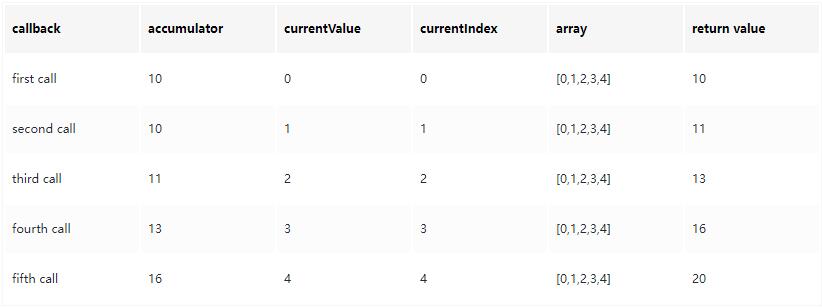 callback accumulator currentValue currentIndex array return value
first call 10 0 0 [0,1,2,3,4] 10
second call 10 1 1 [0,1,2,3,4] 11
third call 11 2 2 [0,1,2,3,4] 13
fourth call 13 3 3 [0,1,2,3,4] 16
fifth call 16 4 4 [0,1,2,3,4] 20